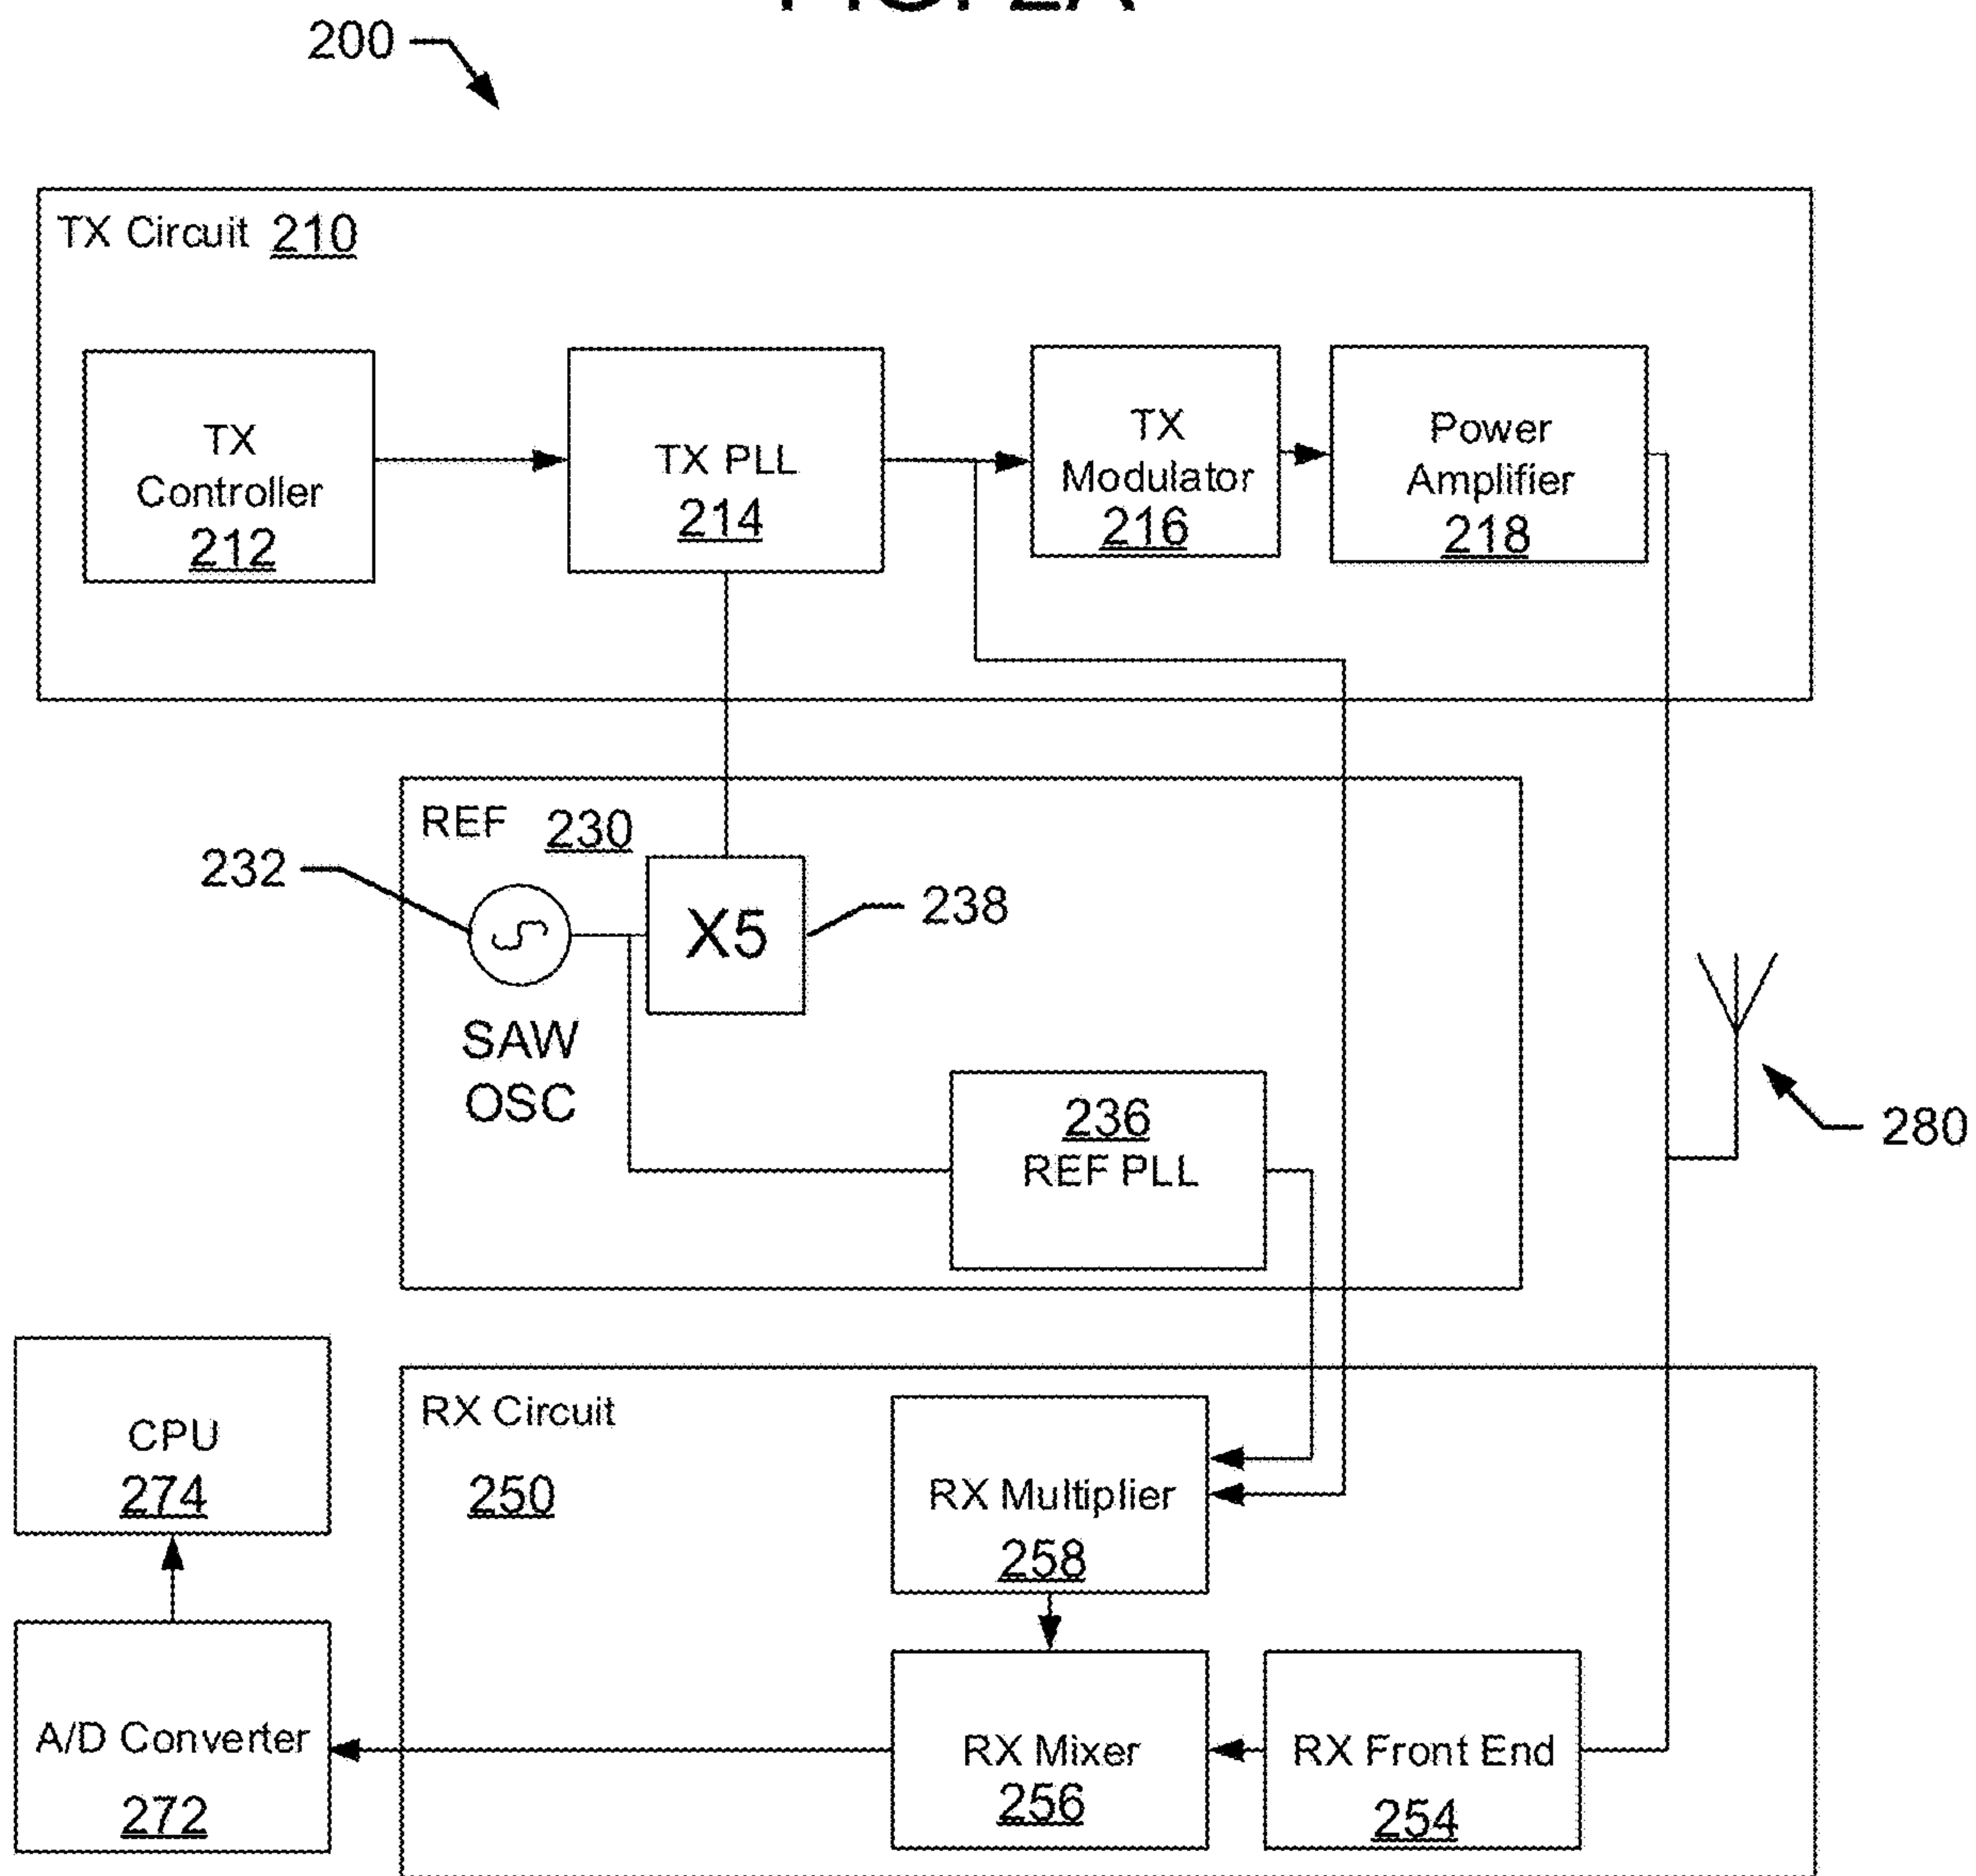 FIG. 2A
200
TX Circuit 210
TX
Controller
212
TX PLL
214
TX
Modulator
216
Power
Amplifier
218
REF 230
232
X5
238
SAW
OSC
236
REF PLL
280
CPU
274
RX Circuit
250
RX Multiplier
258
A/D Converter
272
RX Mixer
256
RX Front End
254